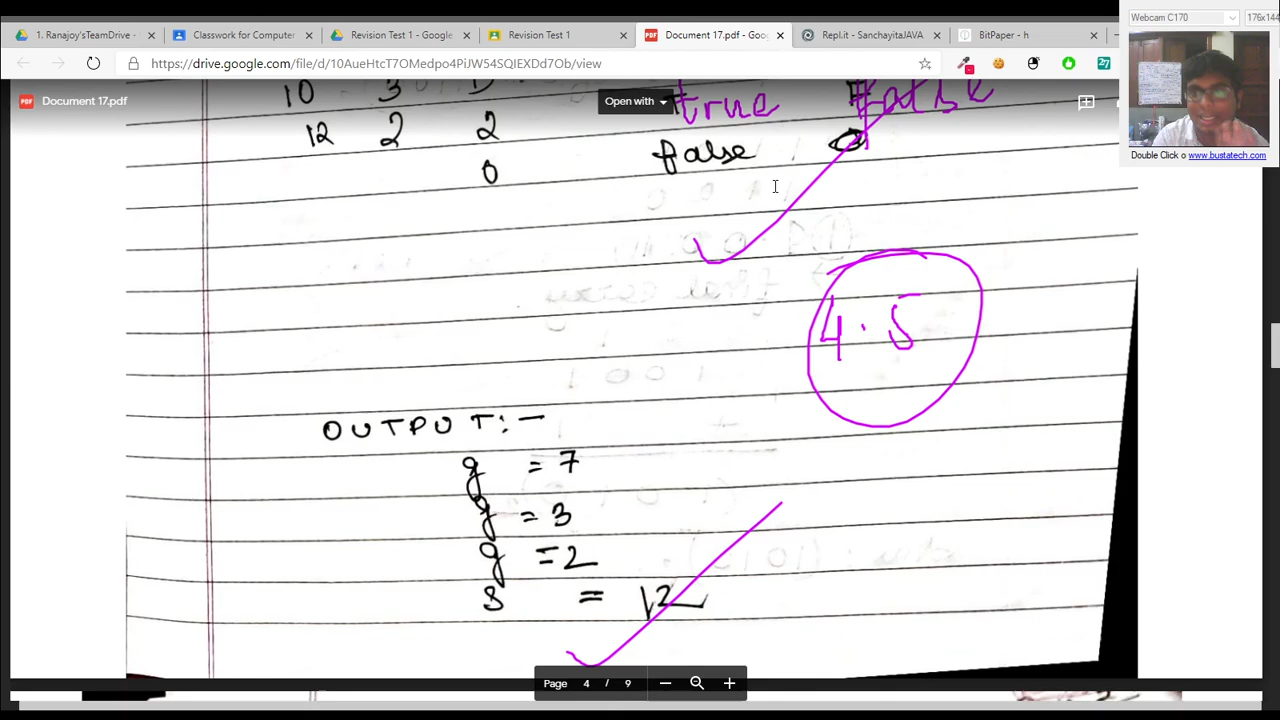 Webcam C170
176x144
1. Ranajoy'sTeamDrive -
Classwork for Computer
Revision Test 1 - Google
Revision Test 1
Document 17.pdf - Goo
Repl.it - SanchayitaJAVA
BitPaper - h
https://drive.google.com/file/d/10AueHtcT7OMedpo4PiJW54SQIEXDd7Ob/view
27
PDF Document 17.pdf
Open with
Double Click o www.bustatech.com
10 3
true false
12 2 2
false
0
4.5
OUTPUT:-
g = 7
g = 3
g = 2
s = 12
Page 4 / 9